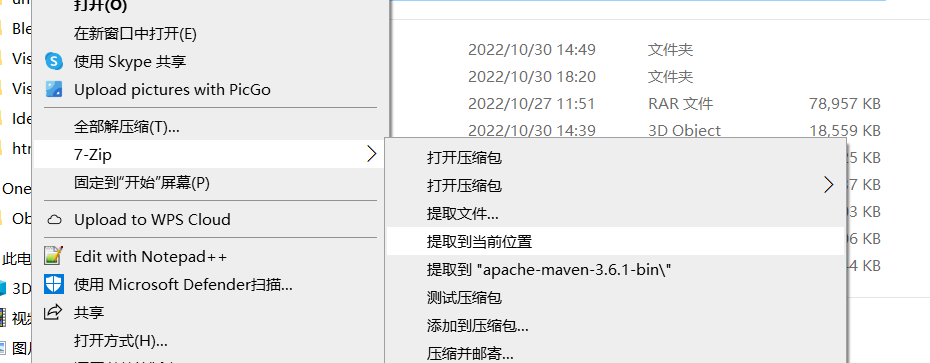 打开(O)
在新窗口中打开(E)
使用 Skype 共享
Upload pictures with PicGo
全部解压缩(T)...
7-Zip
固定到"开始"屏幕(P)
Upload to WPS Cloud
Edit with Notepad++
使用 Microsoft Defender扫描...
共享
打开方式(H)...
Ble
Vis
Vis
Ide
htn
One
Ob
此电
3D
视频
图片
2022/10/30 14:49 文件夹
2022/10/30 18:20 文件夹
2022/10/27 11:51 RAR 文件 78,957 KB
2022/10/30 14:39 3D Object 18,559 KB
打开压缩包
打开压缩包
提取文件...
提取到当前位置
提取到 "apache-maven-3.6.1-bin\"
测试压缩包
添加到压缩包...
压缩并邮寄...
25 KB
37 KB
93 KB
96 KB
4 KB